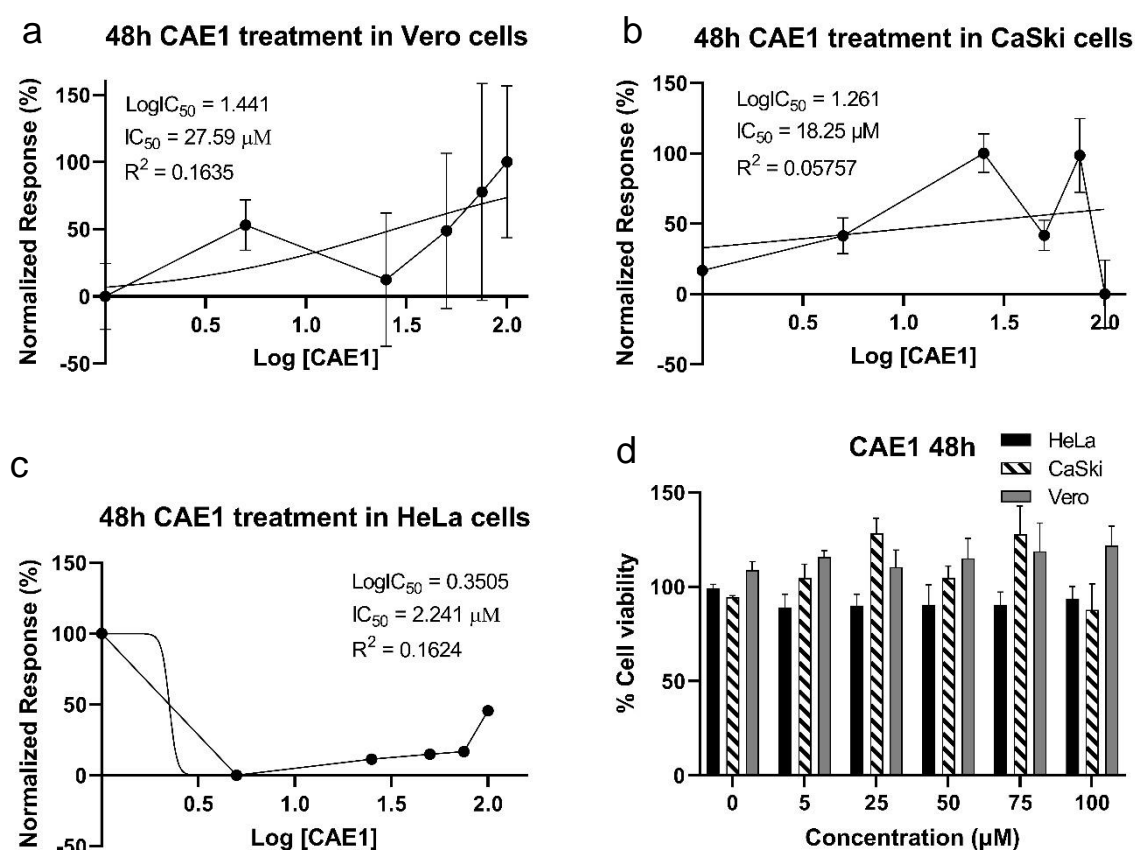 a
48h CAE1 treatment in Vero cells
Normalized Response (%)
150
100
50
0
-50
LogIC50 = 1.441
IC50 = 27.59 μM
R2 = 0.1635
0.5
1.0
1.5
2.0
Log [CAE1]
b
48h CAE1 treatment in CaSki cells
Normalized Response (%)
150
100
50
0
-50
LogIC50 = 1.261
IC50 = 18.25 μM
R2 = 0.05757
0.5
1.0
1.5
2.0
Log [CAE1]
c
48h CAE1 treatment in HeLa cells
Normalized Response (%)
150
100
50
0
-50
LogIC50 = 0.3505
IC50 = 2.241 μM
R2 = 0.1624
0.5
1.0
1.5
2.0
Log [CAE1]
d
CAE1 48h
HeLa
CaSki
Vero
% Cell viability
150
100
50
0
0
5
25
50
75
100
Concentration (μM)